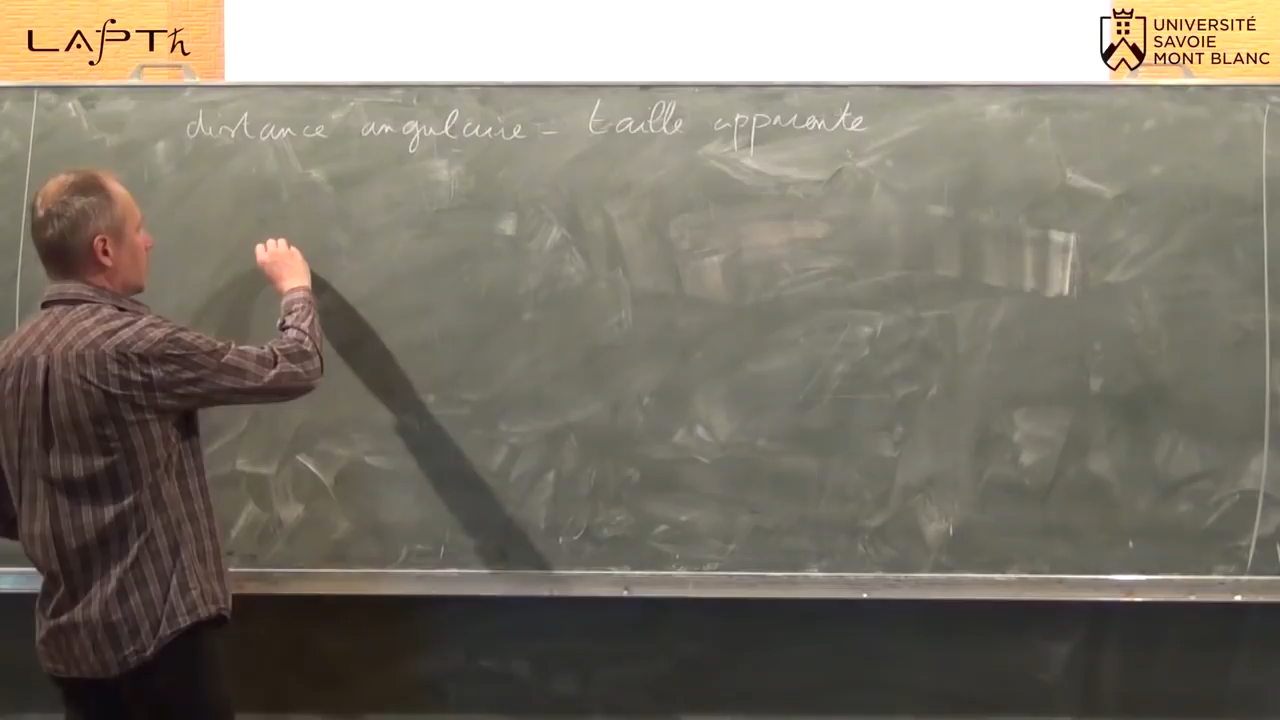 LAPTh
UNIVERSITÉ
SAVOIE
MONT BLANC
distance angulaire - taille apparente